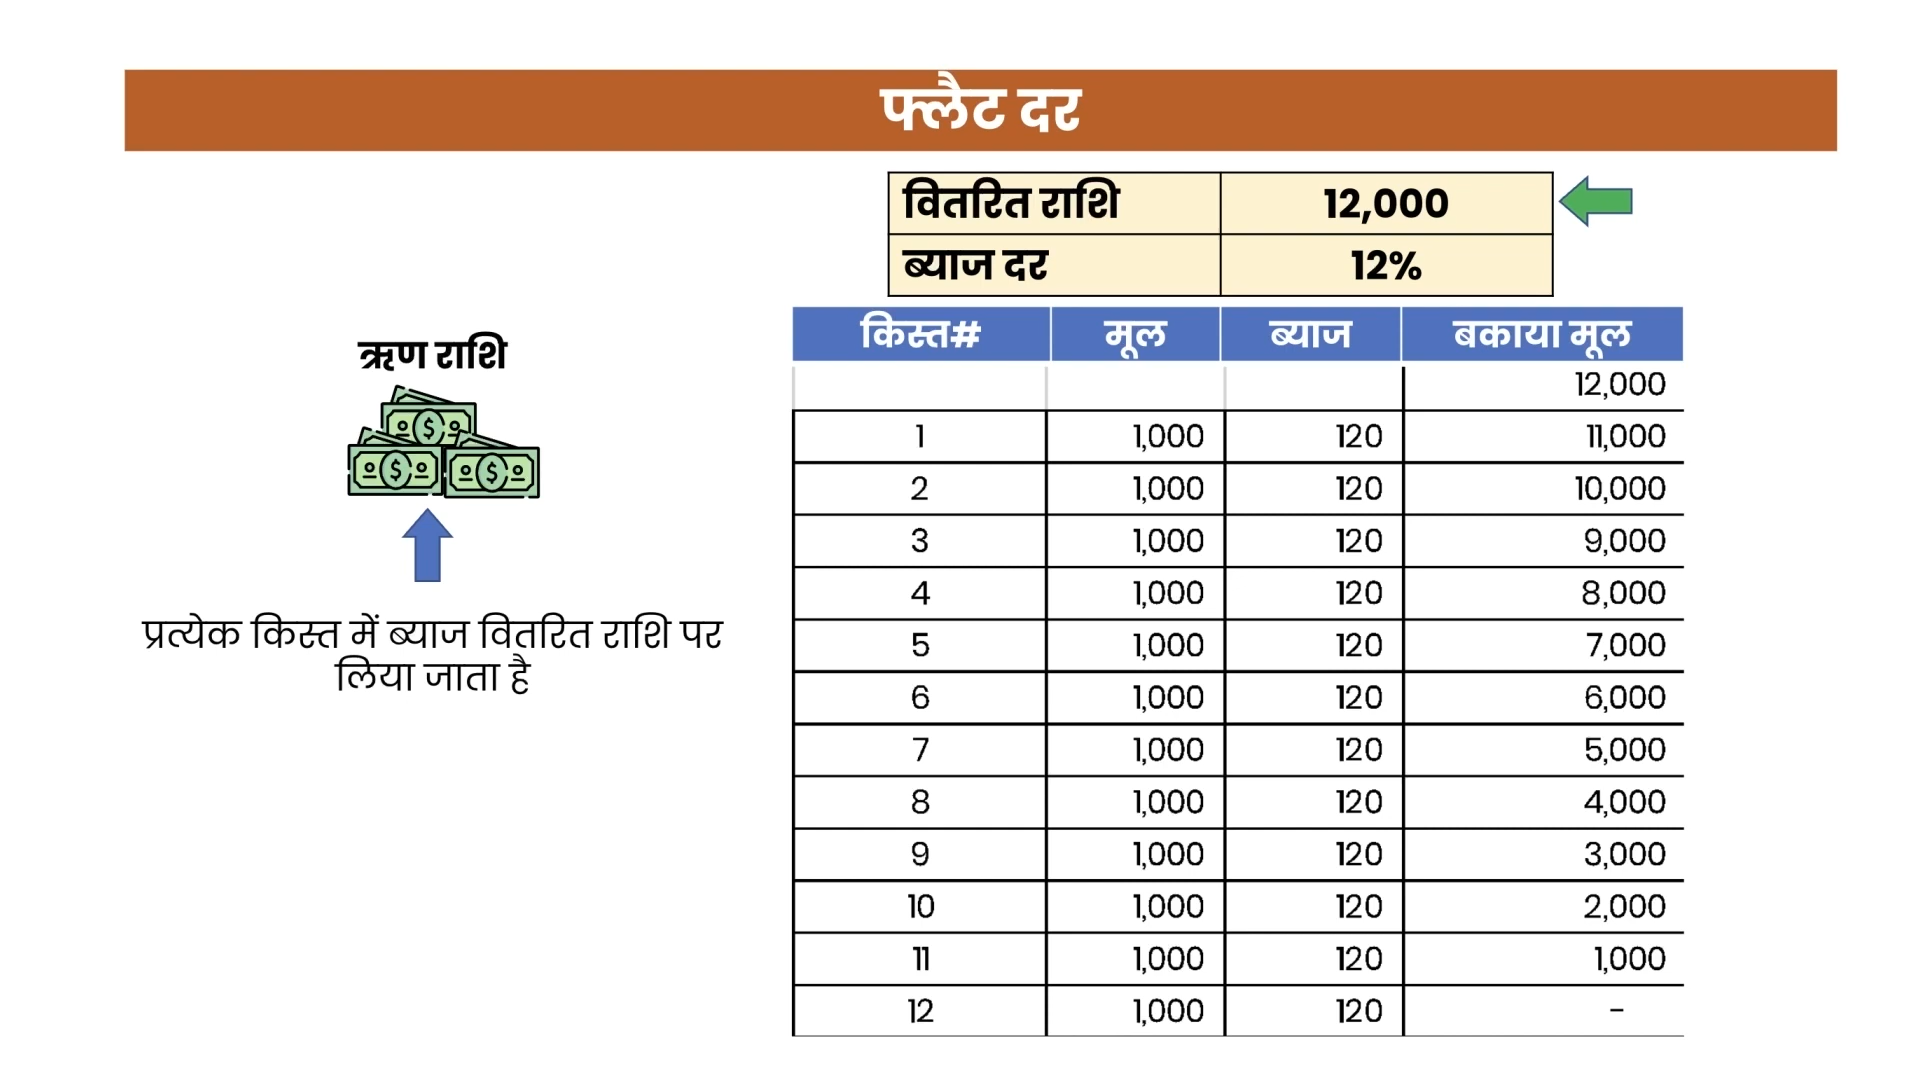 फ्लैट दर
वितरित राशि 12,000
ब्याज दर 12%
ऋण राशि
प्रत्येक किस्त में ब्याज वितरित राशि पर
लिया जाता है
किस्त# मूल ब्याज बकाया मूल
12,000
1 1,000 120 11,000
2 1,000 120 10,000
3 1,000 120 9,000
4 1,000 120 8,000
5 1,000 120 7,000
6 1,000 120 6,000
7 1,000 120 5,000
8 1,000 120 4,000
9 1,000 120 3,000
10 1,000 120 2,000
11 1,000 120 1,000
12 1,000 120 -